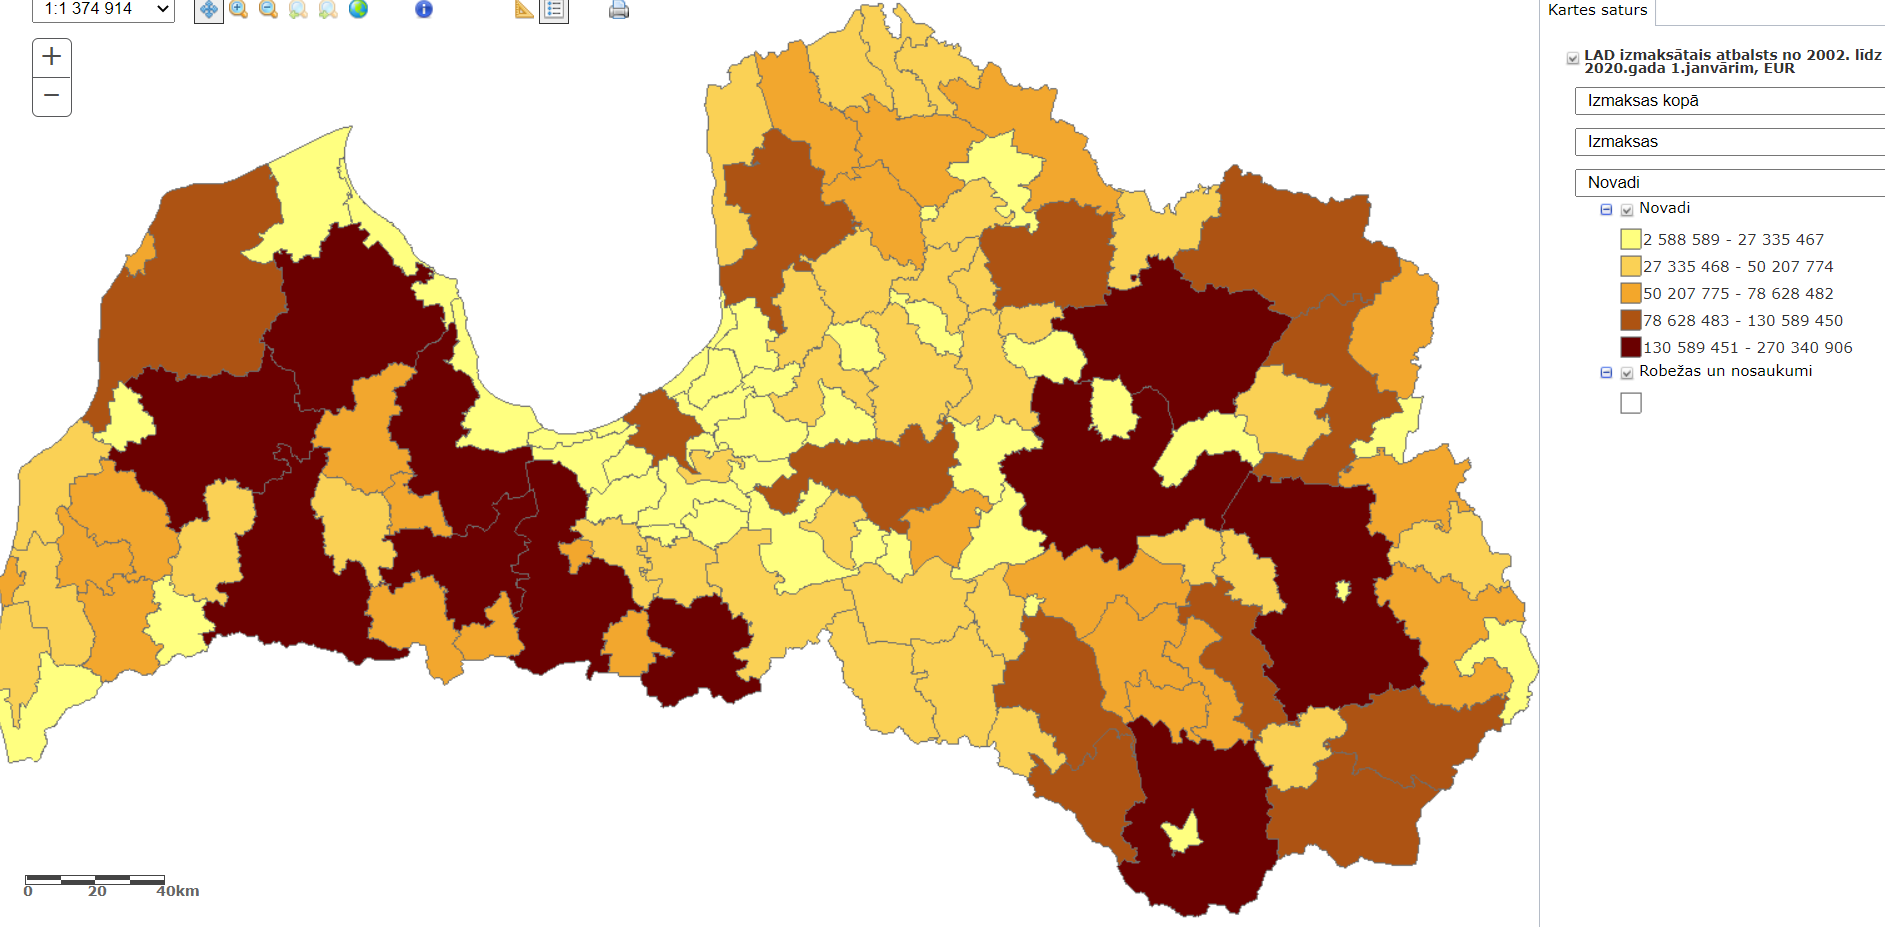 1:1 374 914
Kartes saturs
+
−
LAD izmaksātais atbalsts no 2002. līdz
2020.gada 1.janvārim, EUR
Izmaksas kopā
Izmaksas
Novadi
Novadi
2 588 589 - 27 335 467
27 335 468 - 50 207 774
50 207 775 - 78 628 482
78 628 483 - 130 589 450
130 589 451 - 270 340 906
Robežas un nosaukumi
0 20 40km